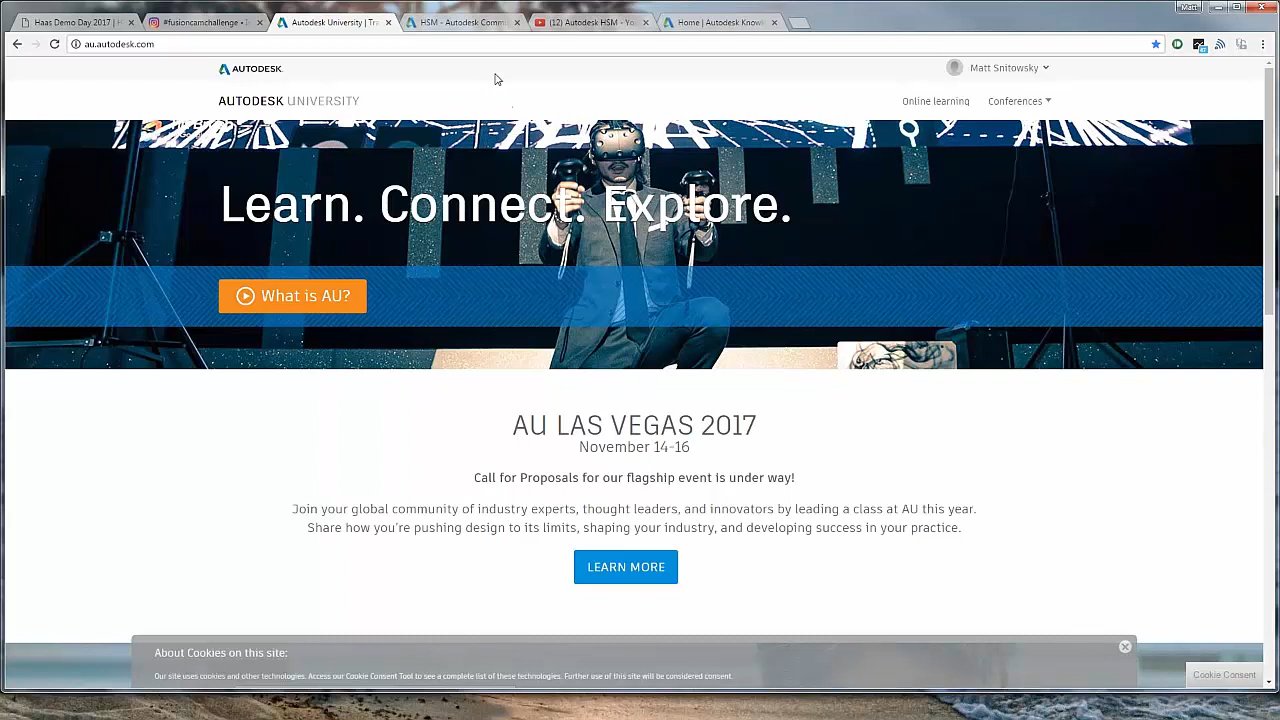 Matt
Haas Demo Day 2017 | H
#fusioncamchallenge • In
Autodesk University | Tra
HSM - Autodesk Commu
(12) Autodesk HSM - Yo
Home | Autodesk Knowl
au.autodesk.com
AUTODESK.
Matt Snitowsky
AUTODESK UNIVERSITY
Online learning
Conferences
Learn. Connect. Explore.
What is AU?
AU LAS VEGAS 2017
November 14-16
Call for Proposals for our flagship event is under way!
Join your global community of industry experts, thought leaders, and innovators by leading a class at AU this year.
Share how you're pushing design to its limits, shaping your industry, and developing success in your practice.
LEARN MORE
About Cookies on this site:
Our site uses cookies and other technologies. Access our Cookie Consent Tool to see a complete list of these technologies. Further use of this site will be considered consent.
Cookie Consent